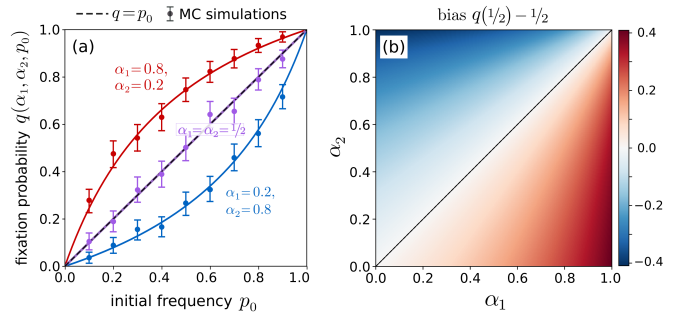 q = p₀ MC simulations
(a)
α₁=0.8,
α₂=0.2
α₁=α₂=1/2
α₁=0.2,
α₂=0.8
fixation probability q(α₁, α₂, p₀)
1.0
0.8
0.6
0.4
0.2
0.0
0.0 0.2 0.4 0.6 0.8 1.0
initial frequency p₀
bias q(1/2) − 1/2
(b)
α₂
1.0
0.8
0.6
0.4
0.2
0.0
0.0 0.2 0.4 0.6 0.8 1.0
α₁
0.4
0.2
0.0
−0.2
−0.4